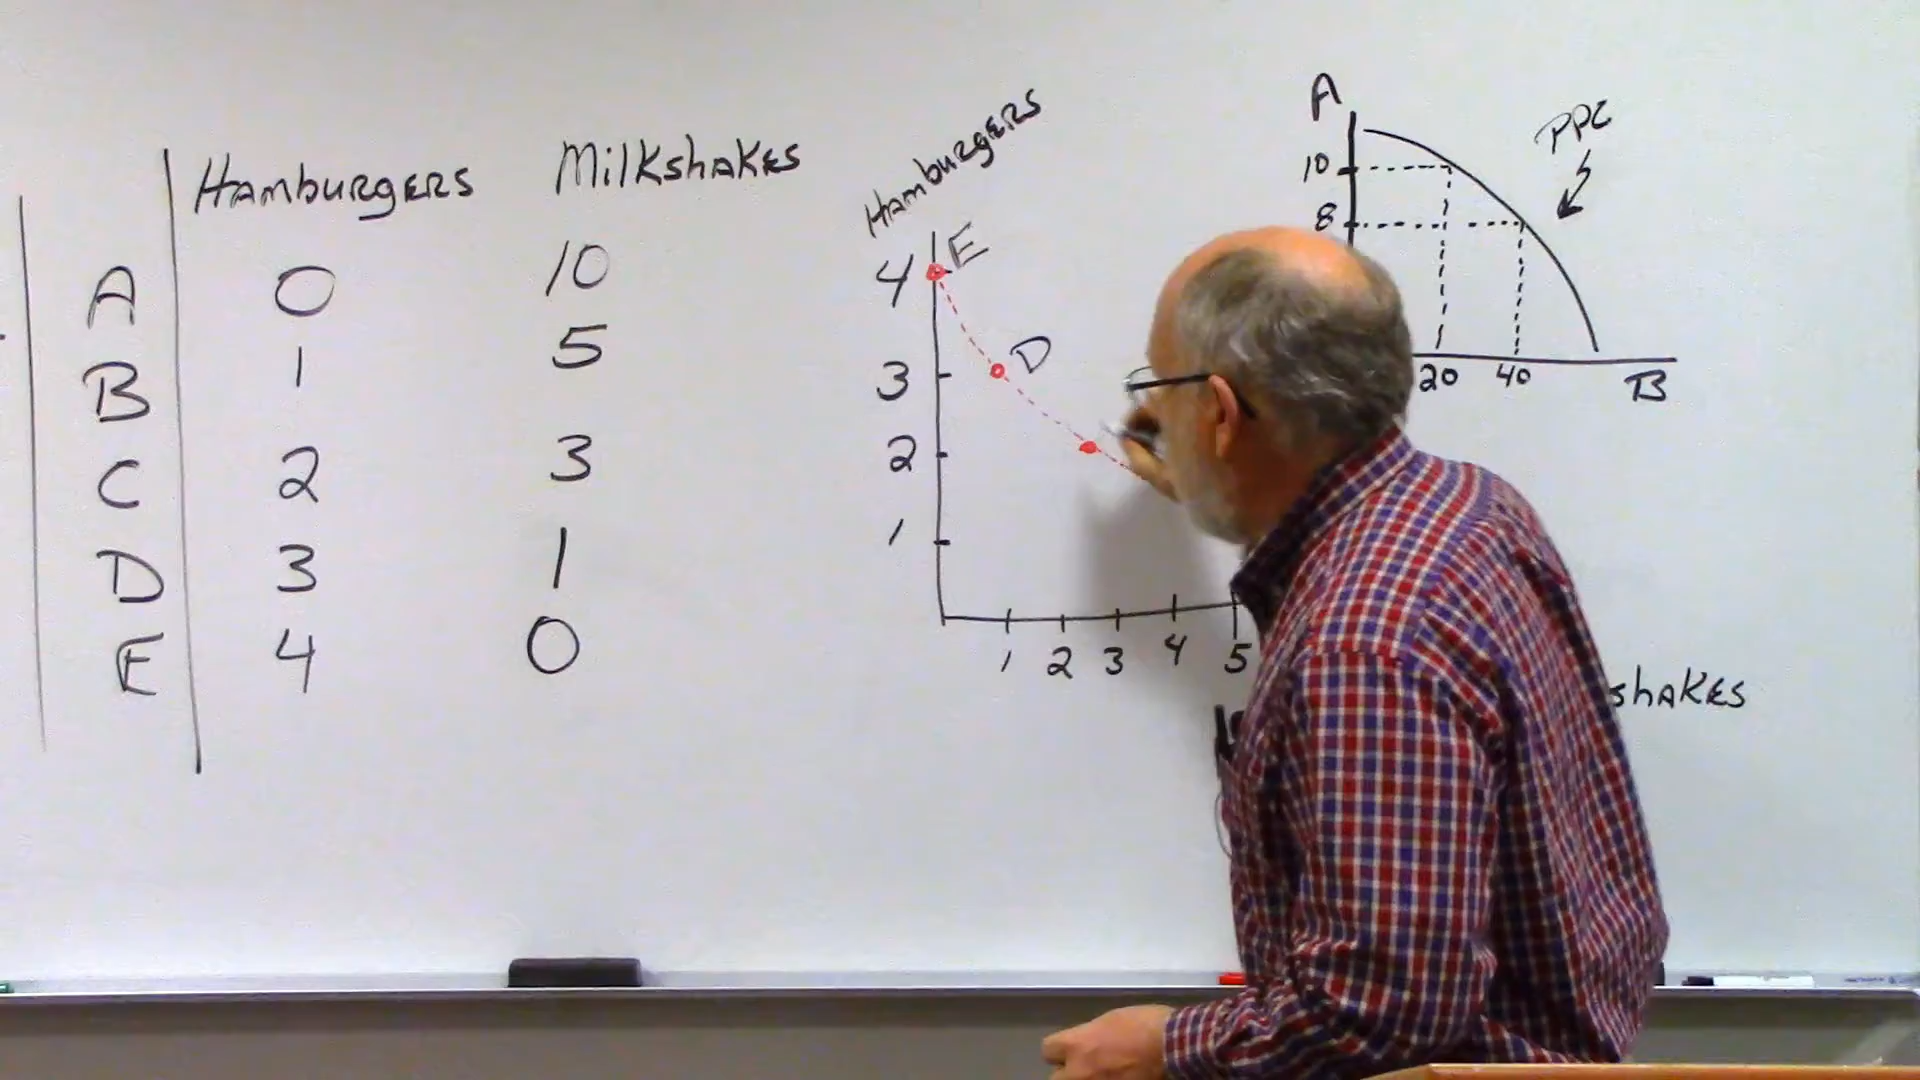 Hamburgers Milkshakes
A 0 10
B 1 5
C 2 3
D 3 1
E 4 0
Hamburgers
4 E
3 D
2
1
1 2 3 4 5
shakes
A
PPC
10
8
20 40 B